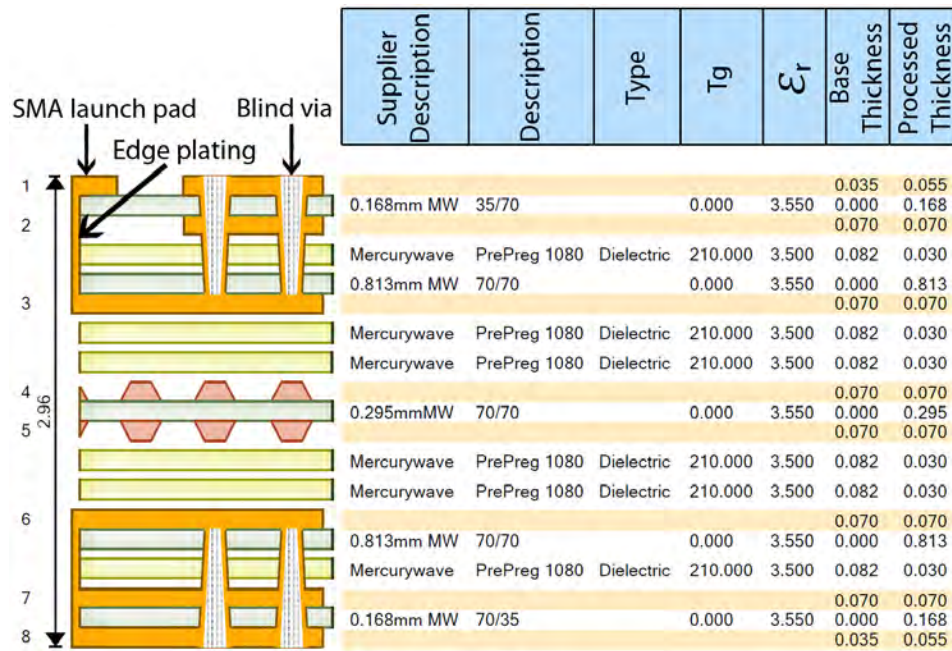 Supplier Description
Description
Type
Tg
εr
Base Thickness
Processed Thickness
SMA launch pad
Blind via
Edge plating
1 0.035 0.055
0.168mm MW 35/70 0.000 3.550 0.000 0.168
2 0.070 0.070
Mercurywave PrePreg 1080 Dielectric 210.000 3.500 0.082 0.030
0.813mm MW 70/70 0.000 3.550 0.000 0.813
3 0.070 0.070
Mercurywave PrePreg 1080 Dielectric 210.000 3.500 0.082 0.030
Mercurywave PrePreg 1080 Dielectric 210.000 3.500 0.082 0.030
4 0.070 0.070
2.96
0.295mmMW 70/70 0.000 3.550 0.000 0.295
5 0.070 0.070
Mercurywave PrePreg 1080 Dielectric 210.000 3.500 0.082 0.030
Mercurywave PrePreg 1080 Dielectric 210.000 3.500 0.082 0.030
6 0.070 0.070
0.813mm MW 70/70 0.000 3.550 0.000 0.813
Mercurywave PrePreg 1080 Dielectric 210.000 3.500 0.082 0.030
7 0.070 0.070
0.168mm MW 70/35 0.000 3.550 0.000 0.168
8 0.035 0.055